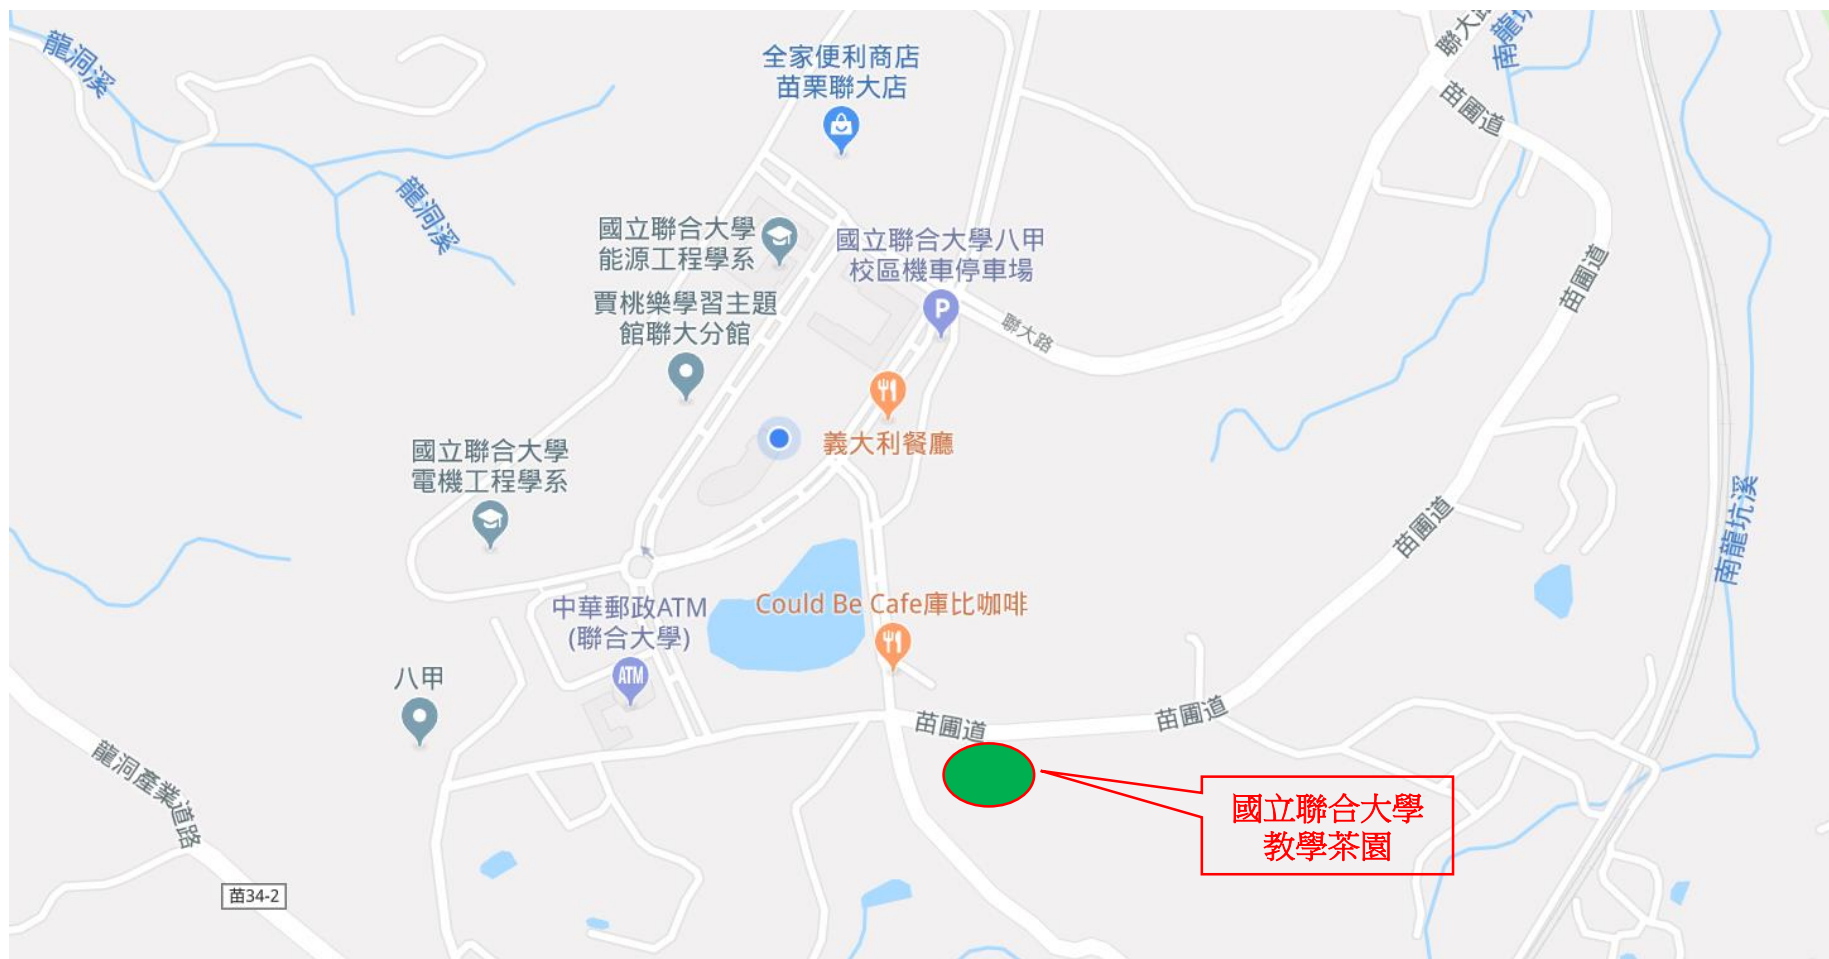 龍洞溪
全家便利商店
苗栗聯大店
聯大路
南龍坑
苗圃道
龍洞溪
國立聯合大學
能源工程學系
國立聯合大學八甲
校區機車停車場
P
苗圃道
賈桃樂學習主題
館聯大分館
聯大路
義大利餐廳
國立聯合大學
電機工程學系
苗圃道
南龍坑溪
中華郵政ATM
(聯合大學)
ATM
Could Be Cafe庫比咖啡
八甲
苗圃道
苗圃道
龍洞產業道路
國立聯合大學
教學茶園
苗34-2